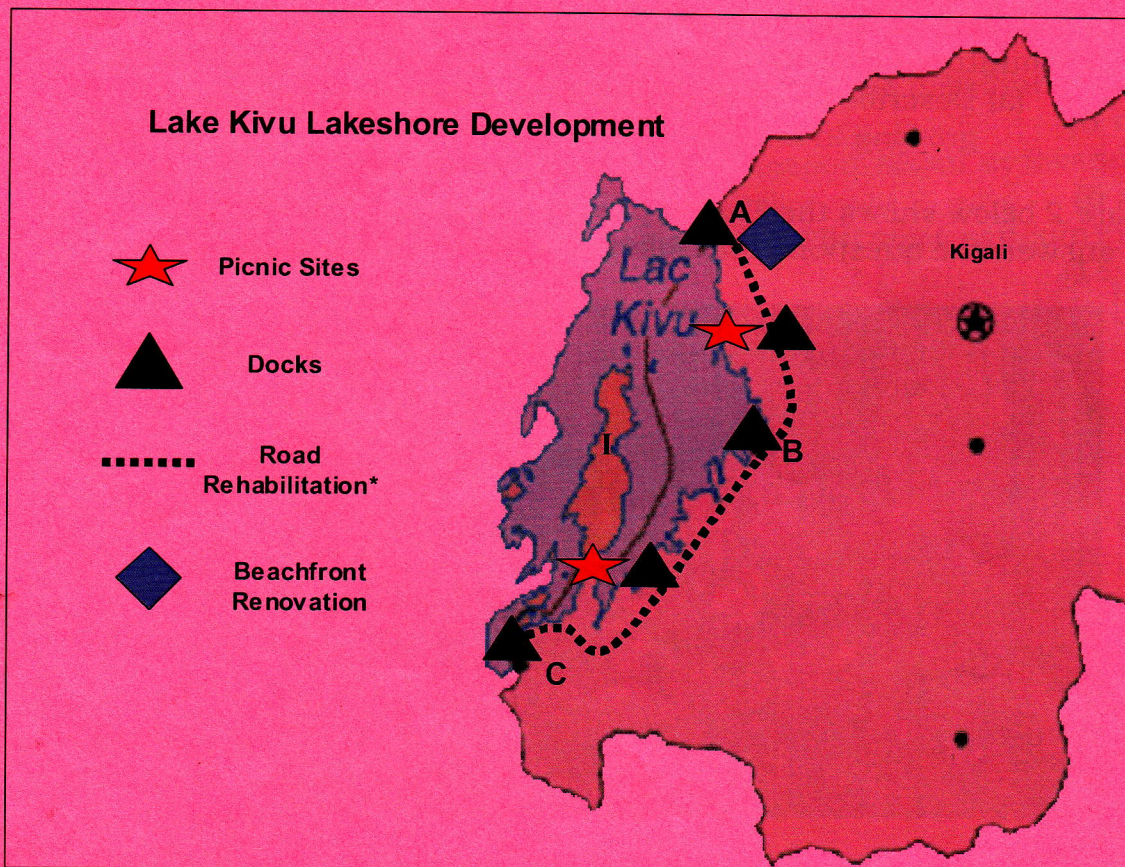 Lake Kivu Lakeshore Development
Picnic Sites
Docks
Road
Rehabilitation*
Beachfront
Renovation
A
Lac
Kivu
Kigali
I
B
C